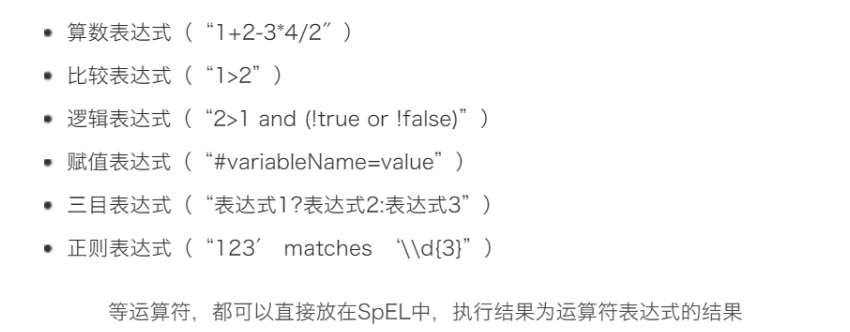 算数表达式（“1+2-3*4/2″）
比较表达式（“1>2”）
逻辑表达式（“2>1 and (!true or !false)”）
赋值表达式（“#variableName=value”）
三目表达式（“表达式1?表达式2:表达式3”）
正则表达式（“123′ matches ‘\\d{3}”）
等运算符，都可以直接放在SpEL中，执行结果为运算符表达式的结果